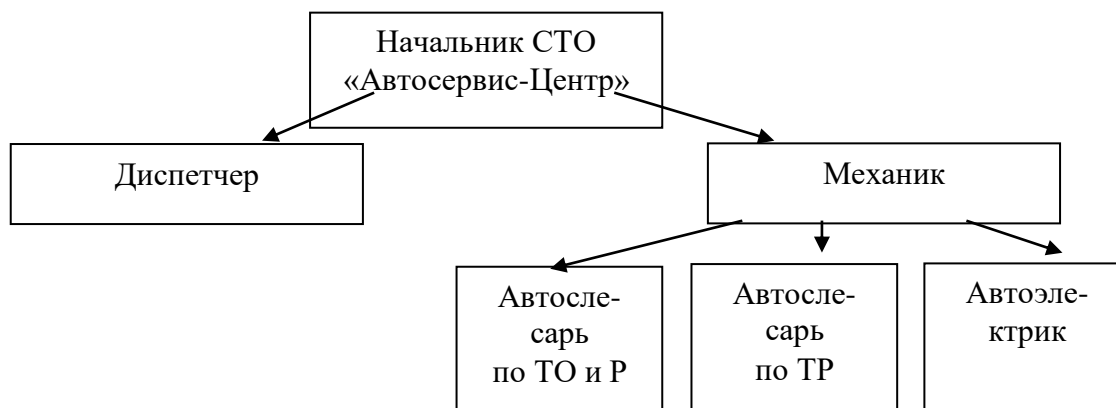 Начальник СТО
«Автосервис-Центр»
Диспетчер
Механик
Автосле-
сарь
по ТО и Р
Автосле-
сарь
по ТР
Автоэле-
ктрик